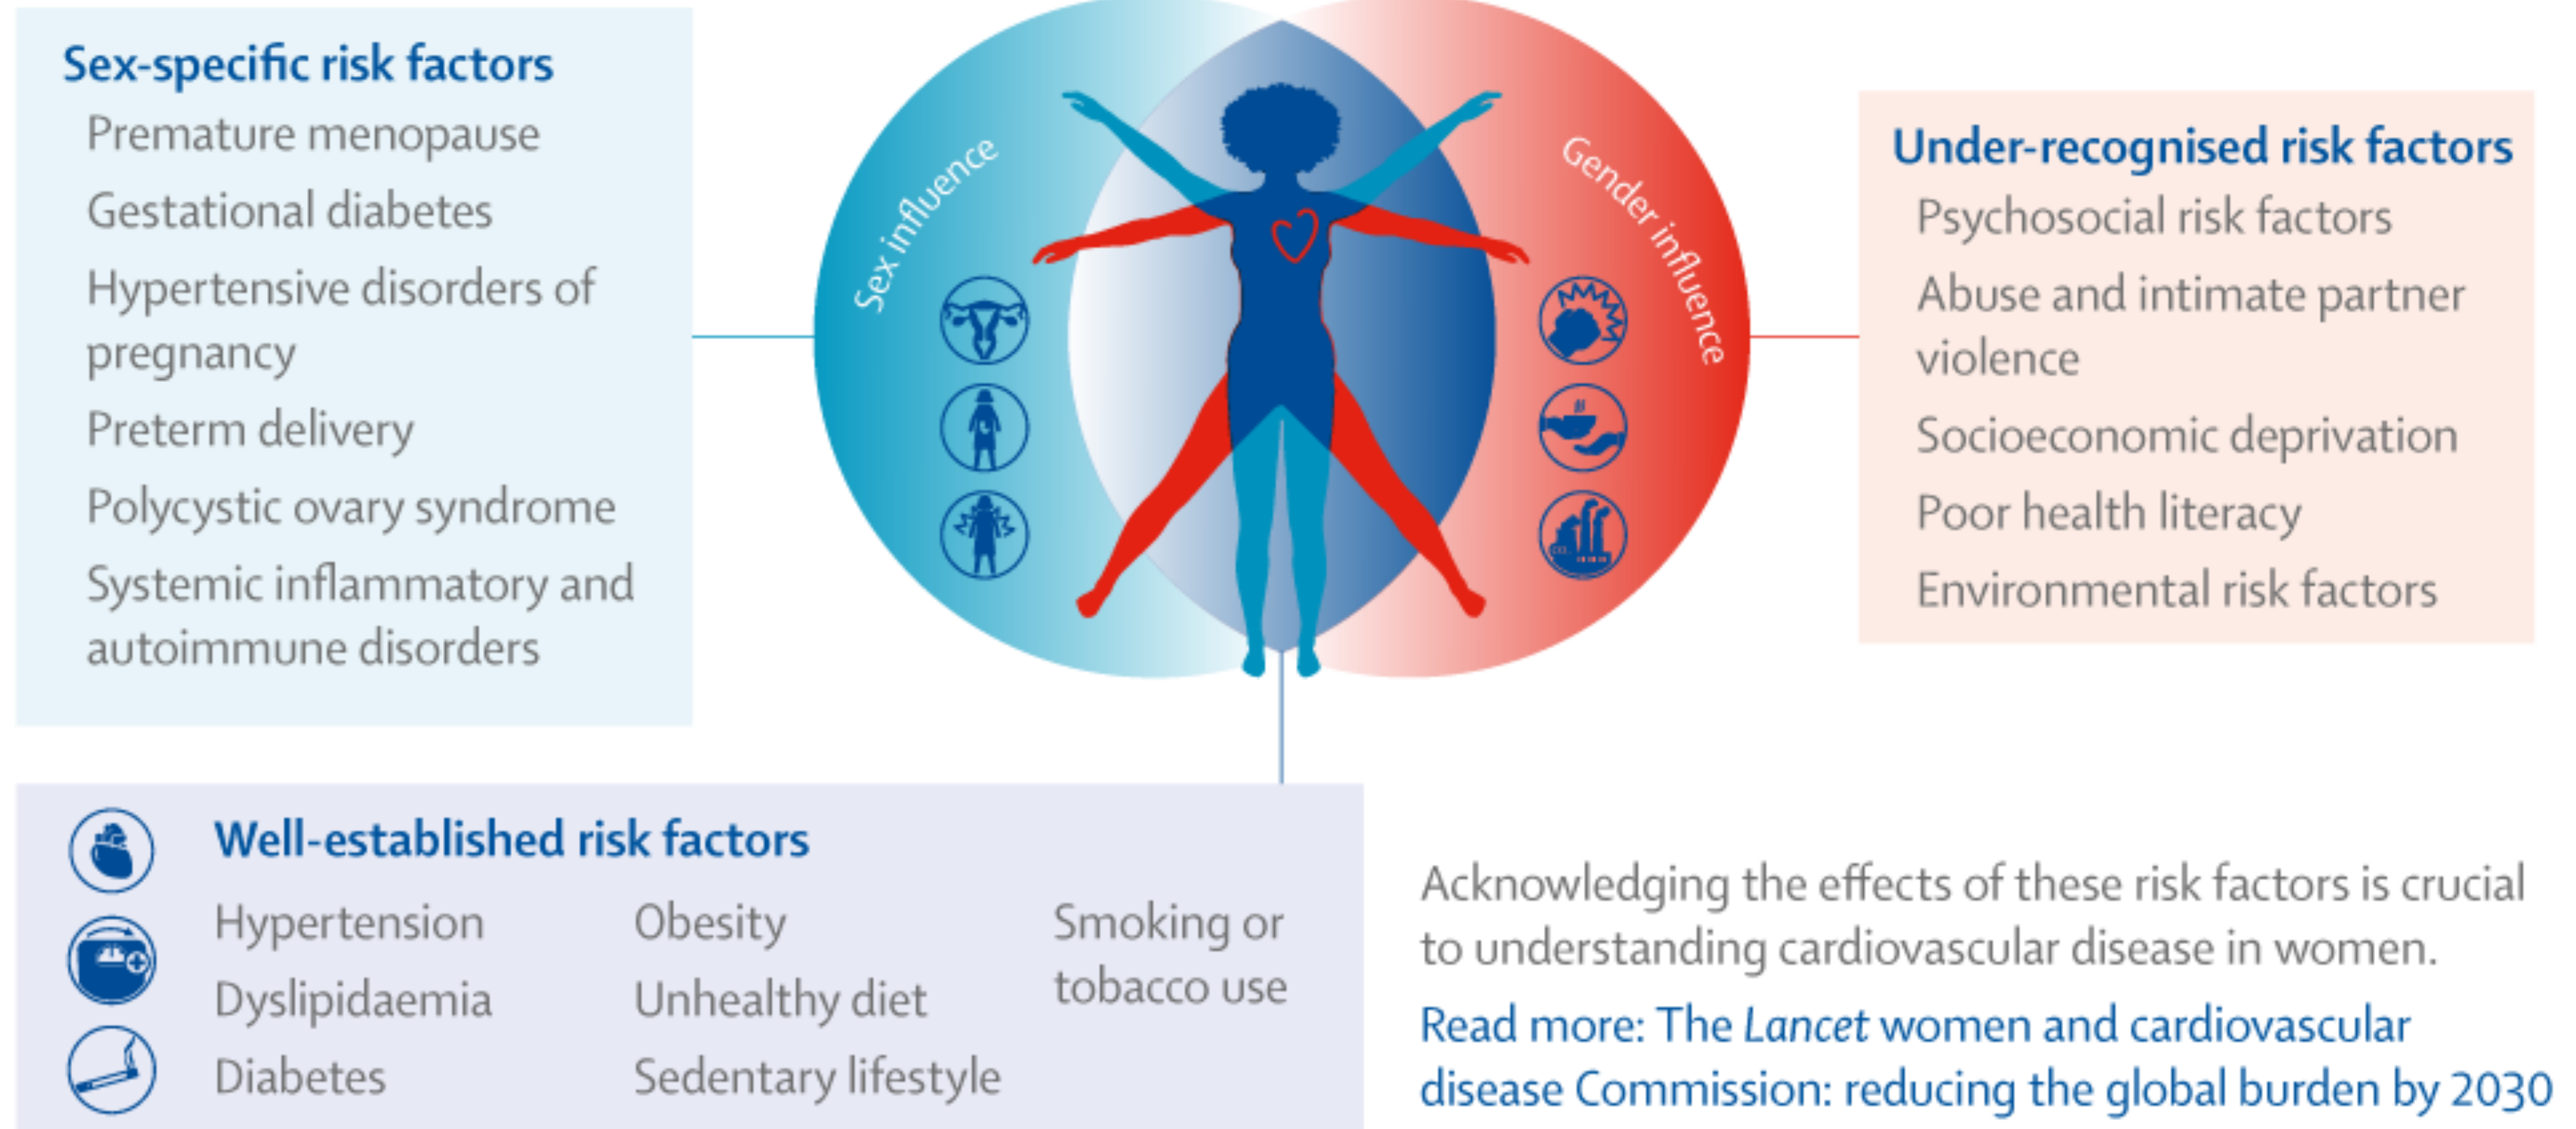 Sex-specific risk factors
Premature menopause
Gestational diabetes
Hypertensive disorders of
pregnancy
Preterm delivery
Polycystic ovary syndrome
Systemic inflammatory and
autoimmune disorders
Sex influence
Gender influence
Under-recognised risk factors
Psychosocial risk factors
Abuse and intimate partner
violence
Socioeconomic deprivation
Poor health literacy
Environmental risk factors
Well-established risk factors
Hypertension
Dyslipidaemia
Diabetes
Obesity
Unhealthy diet
Sedentary lifestyle
Smoking or
tobacco use
Acknowledging the effects of these risk factors is crucial
to understanding cardiovascular disease in women.
Read more: The Lancet women and cardiovascular
disease Commission: reducing the global burden by 2030